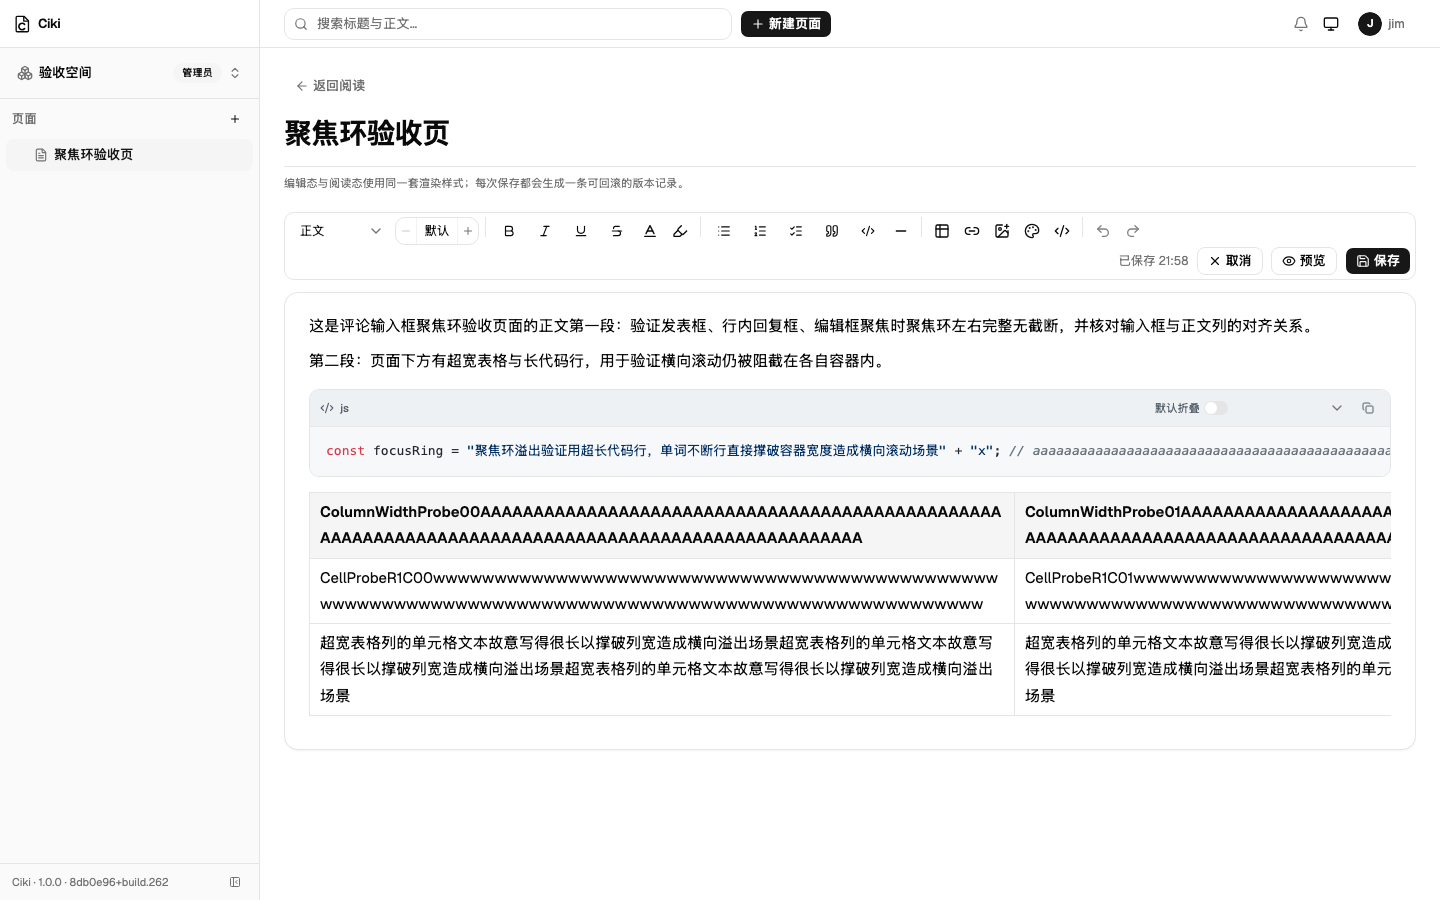 Ciki
搜索标题与正文...
新建页面
J jim
验收空间 管理员
页面
聚焦环验收页
返回阅读
聚焦环验收页
编辑态与阅读态使用同一套渲染样式；每次保存都会生成一条可回滚的版本记录。
正文 默认
已保存 21:58 取消 预览 保存
这是评论输入框聚焦环验收页面的正文第一段：验证发表框、行内回复框、编辑框聚焦时聚焦环左右完整无截断，并核对输入框与正文列的对齐关系。
第二段：页面下方有超宽表格与长代码行，用于验证横向滚动仍被阻截在各自容器内。
js 默认折叠
const focusRing = "聚焦环溢出验证用超长代码行，单词不断行直接撑破容器宽度造成横向滚动场景" + "x"; // aaaaaaaaaaaaaaaaaaaaaaaaaaaaaaaaaaaaaaaaaaaaaa
ColumnWidthProbe00AAAAAAAAAAAAAAAAAAAAAAAAAAAAAAAAAAAAAAAAAAAAAAAAA
AAAAAAAAAAAAAAAAAAAAAAAAAAAAAAAAAAAAAAAAAAAAAAAAAAA
ColumnWidthProbe01AAAAAAAAAAAAAAAAAAAA
AAAAAAAAAAAAAAAAAAAAAAAAAAAAAAAAAAA
CellProbeR1C00wwwwwwwwwwwwwwwwwwwwwwwwwwwwwwwwwwwwwwwwwwwwww
wwwwwwwwwwwwwwwwwwwwwwwwwwwwwwwwwwwwwwwwwwwwwwwwwwwwww
CellProbeR1C01wwwwwwwwwwwwwwwwwwwww
wwwwwwwwwwwwwwwwwwwwwwwwwwwwww
超宽表格列的单元格文本故意写得很长以撑破列宽造成横向溢出场景超宽表格列的单元格文本故意写
得很长以撑破列宽造成横向溢出场景超宽表格列的单元格文本故意写得很长以撑破列宽造成横向溢出
场景
超宽表格列的单元格文本故意写得很长以撑破列宽造成
得很长以撑破列宽造成横向溢出场景超宽表格列的单元
场景
Ciki · 1.0.0 · 8db0e96+build.262